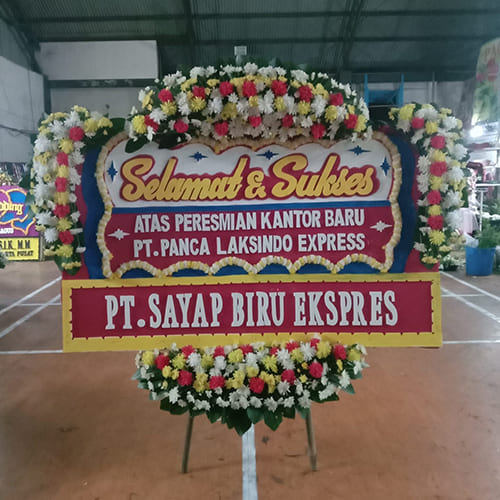 Selamat & Sukses
ATAS PERESMIAN KANTOR BARU
PT.PANCA LAKSINDO EXPRESS
PT.SAYAP BIRU EKSPRES